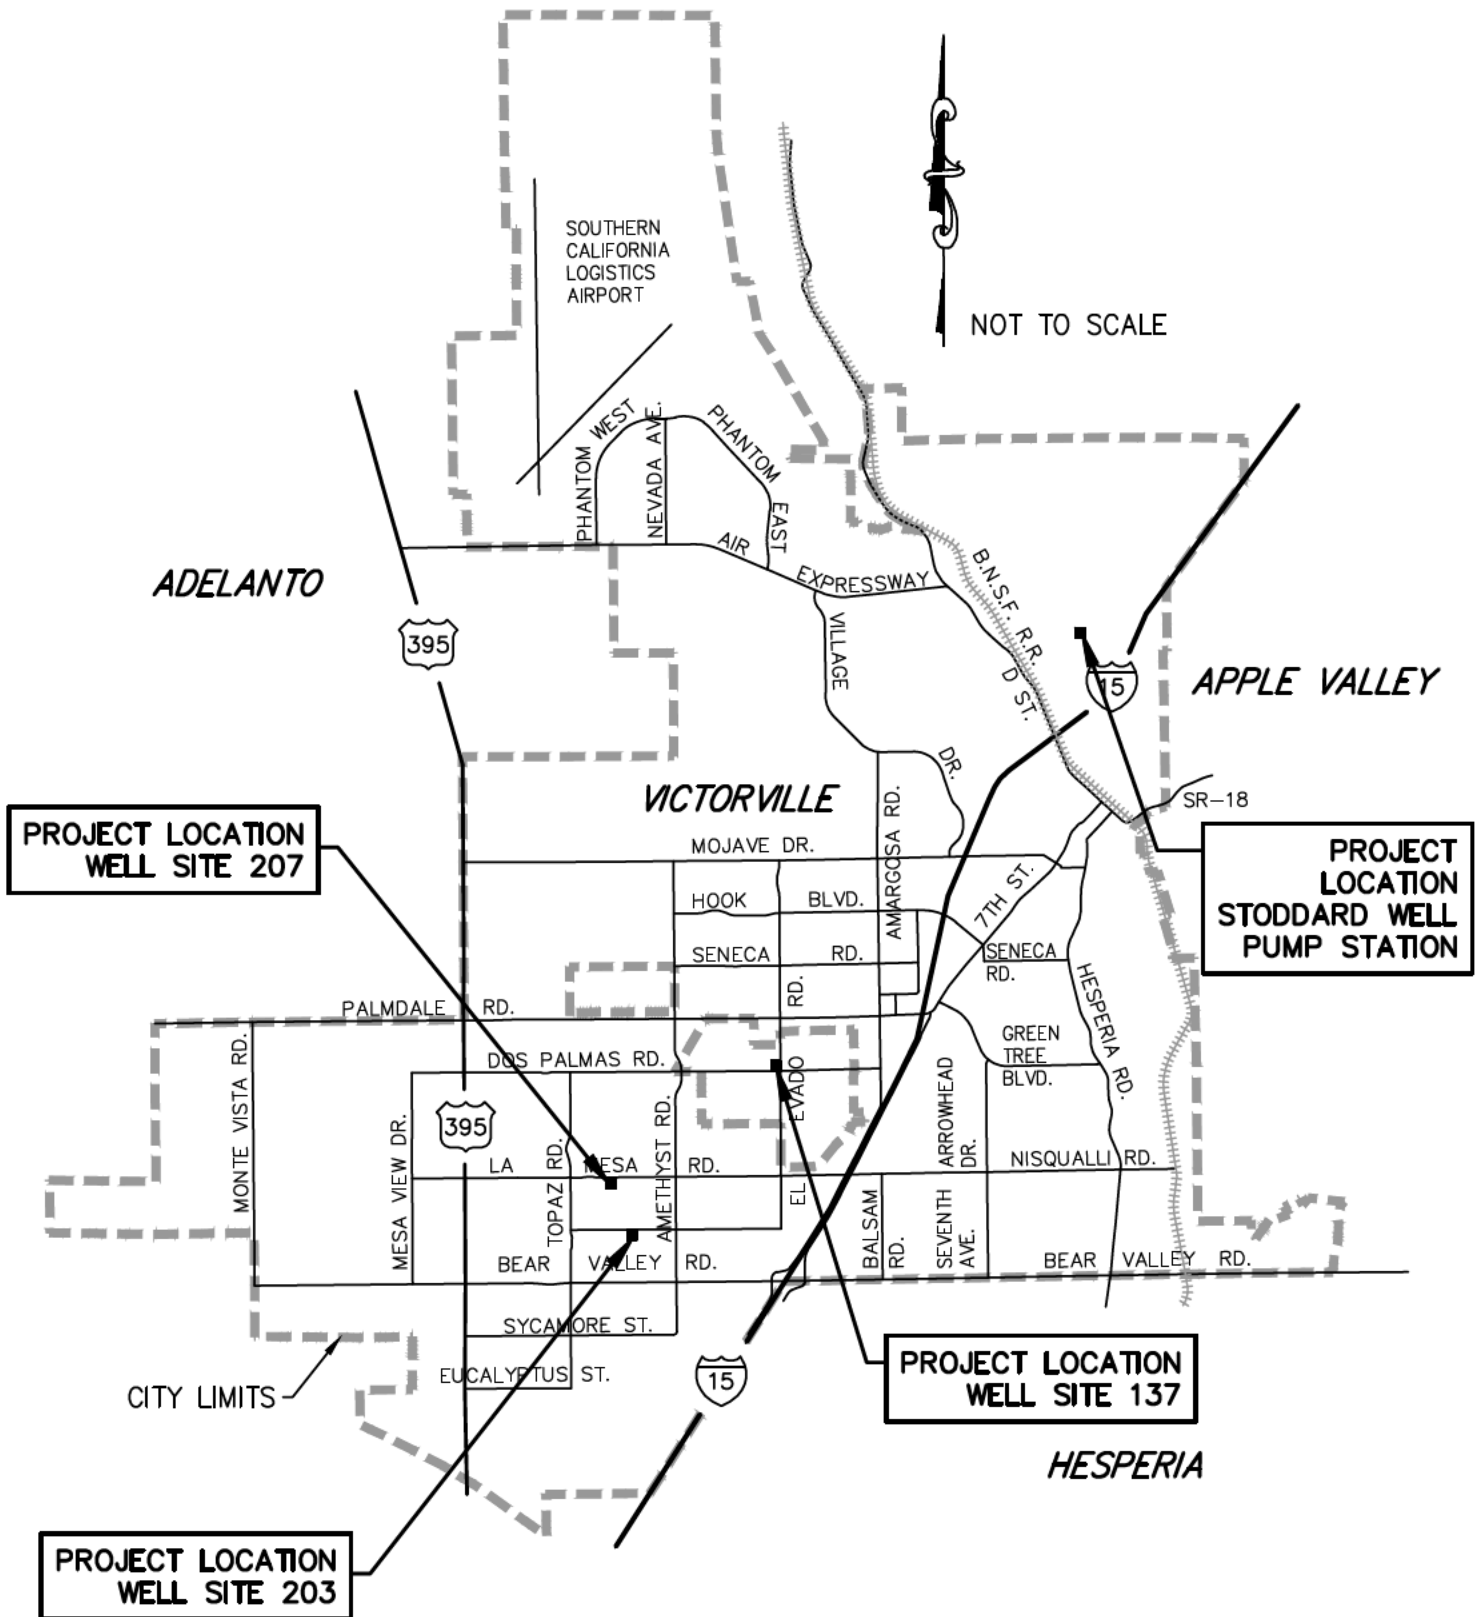 SOUTHERN
CALIFORNIA
LOGISTICS
AIRPORT
NOT TO SCALE
PHANTOM WEST
NEVADA AVE.
PHANTOM EAST
AIR EXPRESSWAY
ADELANTO
395
B.N.S.F. R.R.
D ST.
VILLAGE DR.
15
APPLE VALLEY
VICTORVILLE
SR-18
PROJECT LOCATION
WELL SITE 207
PROJECT
LOCATION
STODDARD WELL
PUMP STATION
MOJAVE DR.
AMARGOSA RD.
HOOK BLVD.
7TH ST.
SENECA RD.
SENECA
RD.
HESPERIA RD.
PALMDALE RD.
GREEN
TREE
BLVD.
DOS PALMAS RD.
EL EVADO RD.
MONTE VISTA RD.
MESA VIEW DR.
395
TOPAZ RD.
AMETHYST RD.
ARROWHEAD
DR.
LA MESA RD.
NISQUALLI RD.
BALSAM
RD.
SEVENTH
AVE.
BEAR VALLEY RD.
BEAR VALLEY RD.
SYCAMORE ST.
EUCALYPTUS ST.
CITY LIMITS
15
PROJECT LOCATION
WELL SITE 137
HESPERIA
PROJECT LOCATION
WELL SITE 203